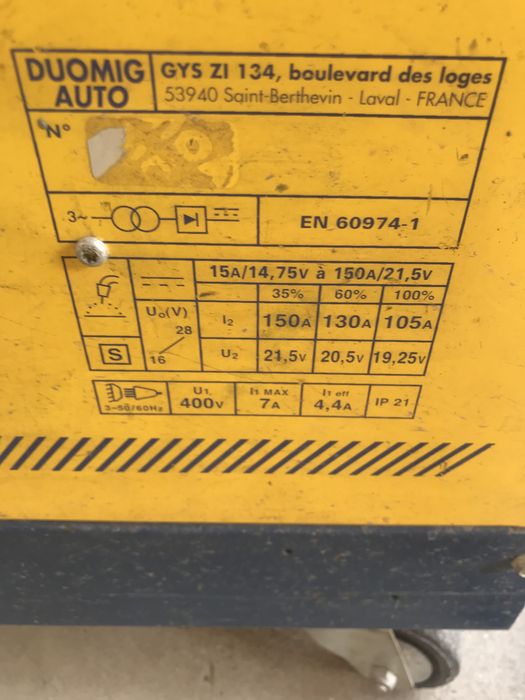 DUOMIG AUTO
GYS ZI 134, boulevard des loges
53940 Saint-Berthevin - Laval - FRANCE
N°
3~
EN 60974-1
15A/14,75V à 150A/21,5V
35% 60% 100%
U₀(V) 28 16
I₂ 150A 130A 105A
S
U₂ 21,5V 20,5V 19,25V
3~50/60Hz
U₁ 400V
I₁ MAX 7A
I₁ eff 4,4A
IP 21